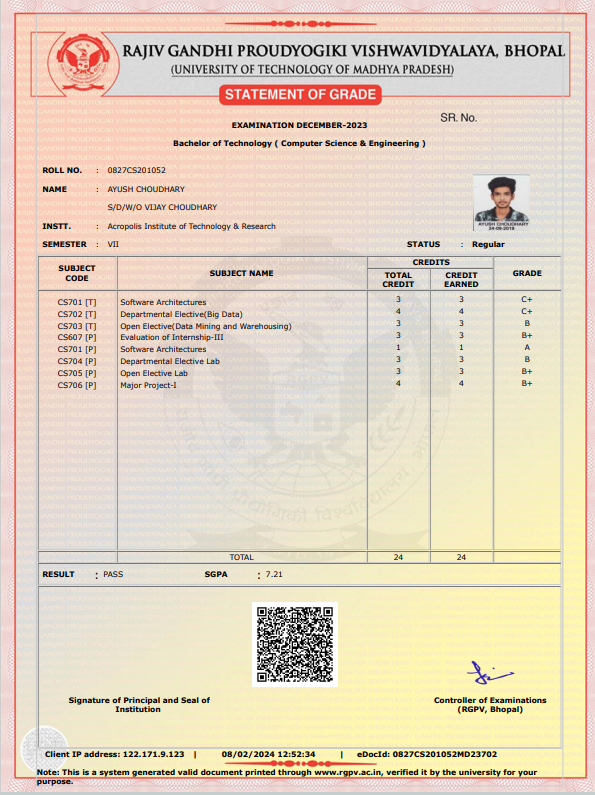 RAJIV GANDHI PROUDYOGIKI VISHWAVIDYALAYA, BHOPAL
(UNIVERSITY OF TECHNOLOGY OF MADHYA PRADESH)
STATEMENT OF GRADE
SR. No.
EXAMINATION DECEMBER-2023
Bachelor of Technology ( Computer Science & Engineering )
ROLL NO. : 0827CS201052
NAME : AYUSH CHOUDHARY
S/D/W/O VIJAY CHOUDHARY
AYUSH CHOUDHARY
INSTT. : Acropolis Institute of Technology & Research
SEMESTER : VII STATUS : Regular
SUBJECT CODE SUBJECT NAME CREDITS GRADE
TOTAL CREDIT CREDIT EARNED
CS701 [T] Software Architectures 3 3 C+
CS702 [T] Departmental Elective(Big Data) 4 4 C+
CS703 [T] Open Elective(Data Mining and Warehousing) 3 3 B
CS607 [P] Evaluation of Internship-III 3 3 B+
CS701 [P] Software Architectures 1 1 A
CS704 [P] Departmental Elective Lab 3 3 B
CS705 [P] Open Elective Lab 3 3 B+
CS706 [P] Major Project-I 4 4 B+
TOTAL 24 24
RESULT : PASS SGPA : 7.21
Signature of Principal and Seal of
Institution
Controller of Examinations
(RGPV, Bhopal)
Client IP address: 122.171.9.123 | 08/02/2024 12:52:34 | eDocId: 0827CS201052MD23702
Note: This is a system generated valid document printed through www.rgpv.ac.in, verified it by the university for your
purpose.